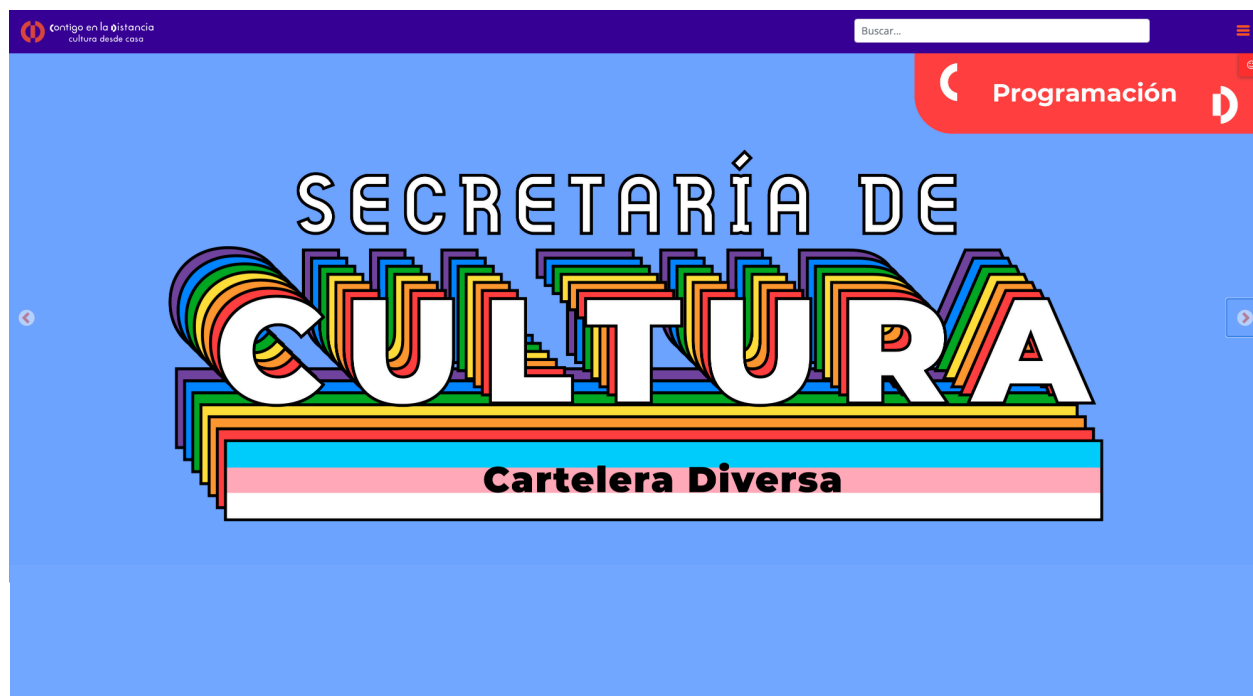 Contigo en la Distancia
cultura desde casa
Buscar...
Programación
SECRETARÍA DE
CULTURA
Cartelera Diversa